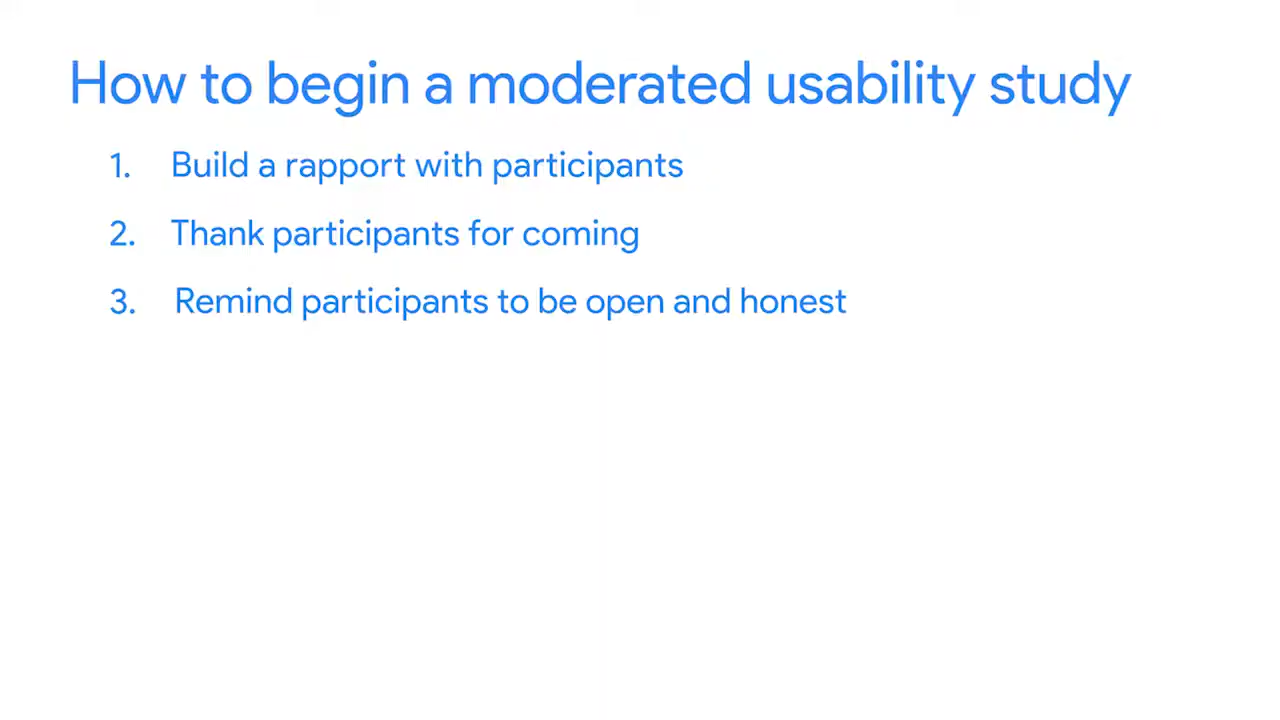 How to begin a moderated usability study
1. Build a rapport with participants
2. Thank participants for coming
3. Remind participants to be open and honest